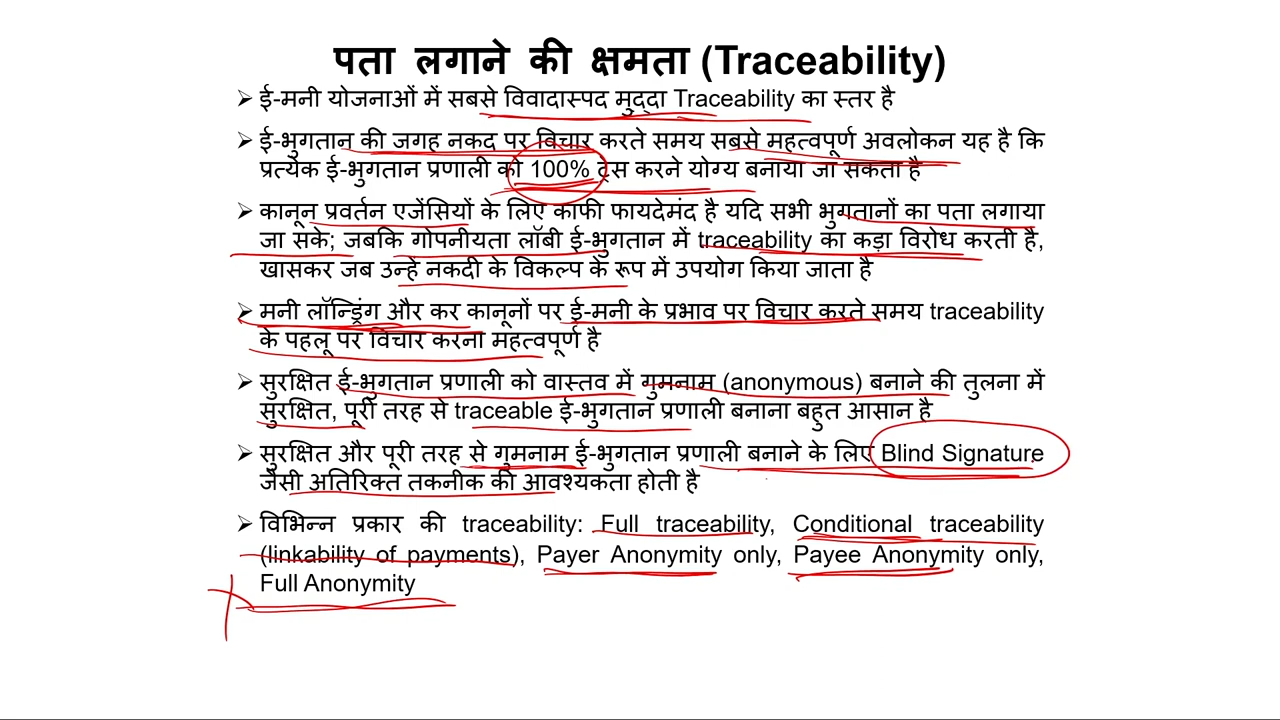 पता लगाने की क्षमता (Traceability)
➢ ई-मनी योजनाओं में सबसे विवादास्पद मुद्दा Traceability का स्तर है
➢ ई-भुगतान की जगह नकद पर विचार करते समय सबसे महत्वपूर्ण अवलोकन यह है कि
प्रत्येक ई-भुगतान प्रणाली को 100% ट्रेस करने योग्य बनाया जा सकता है
➢ कानून प्रवर्तन एजेंसियों के लिए काफी फायदेमंद है यदि सभी भुगतानों का पता लगाया
जा सके; जबकि गोपनीयता लॉबी ई-भुगतान में traceability का कड़ा विरोध करती है,
खासकर जब उन्हें नकदी के विकल्प के रूप में उपयोग किया जाता है
➢ मनी लॉन्ड्रिंग और कर कानूनों पर ई-मनी के प्रभाव पर विचार करते समय traceability
के पहलू पर विचार करना महत्वपूर्ण है
➢ सुरक्षित ई-भुगतान प्रणाली को वास्तव में गुमनाम (anonymous) बनाने की तुलना में
सुरक्षित, पूरी तरह से traceable ई-भुगतान प्रणाली बनाना बहुत आसान है
➢ सुरक्षित और पूरी तरह से गुमनाम ई-भुगतान प्रणाली बनाने के लिए Blind Signature
जैसी अतिरिक्त तकनीक की आवश्यकता होती है
➢ विभिन्न प्रकार की traceability: Full traceability, Conditional traceability
(linkability of payments), Payer Anonymity only, Payee Anonymity only,
Full Anonymity